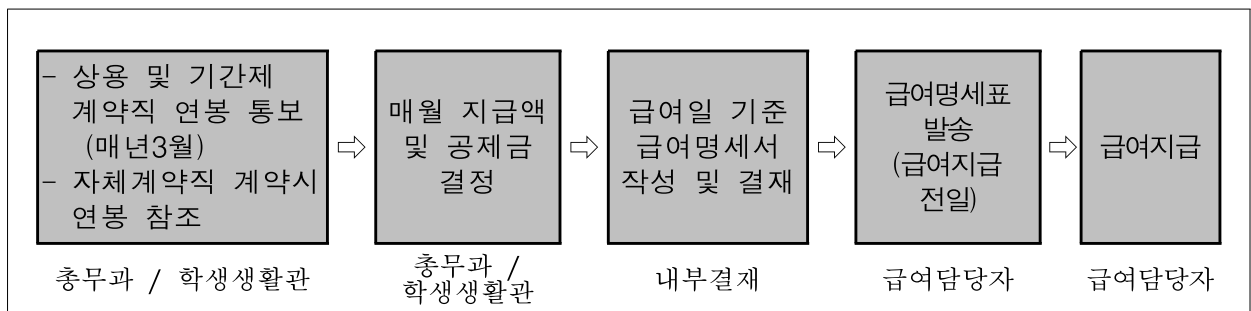 - 상용 및 기간제
계약직 연봉 통보
(매년3월)
- 자체계약직 계약시
연봉 참조
총무과 / 학생생활관
매월 지급액
및 공제금
결정
총무과 /
학생생활관
급여일 기준
급여명세서
작성 및 결재
내부결재
급여명세표
발송
(급여지급
전일)
급여담당자
급여지급
급여담당자